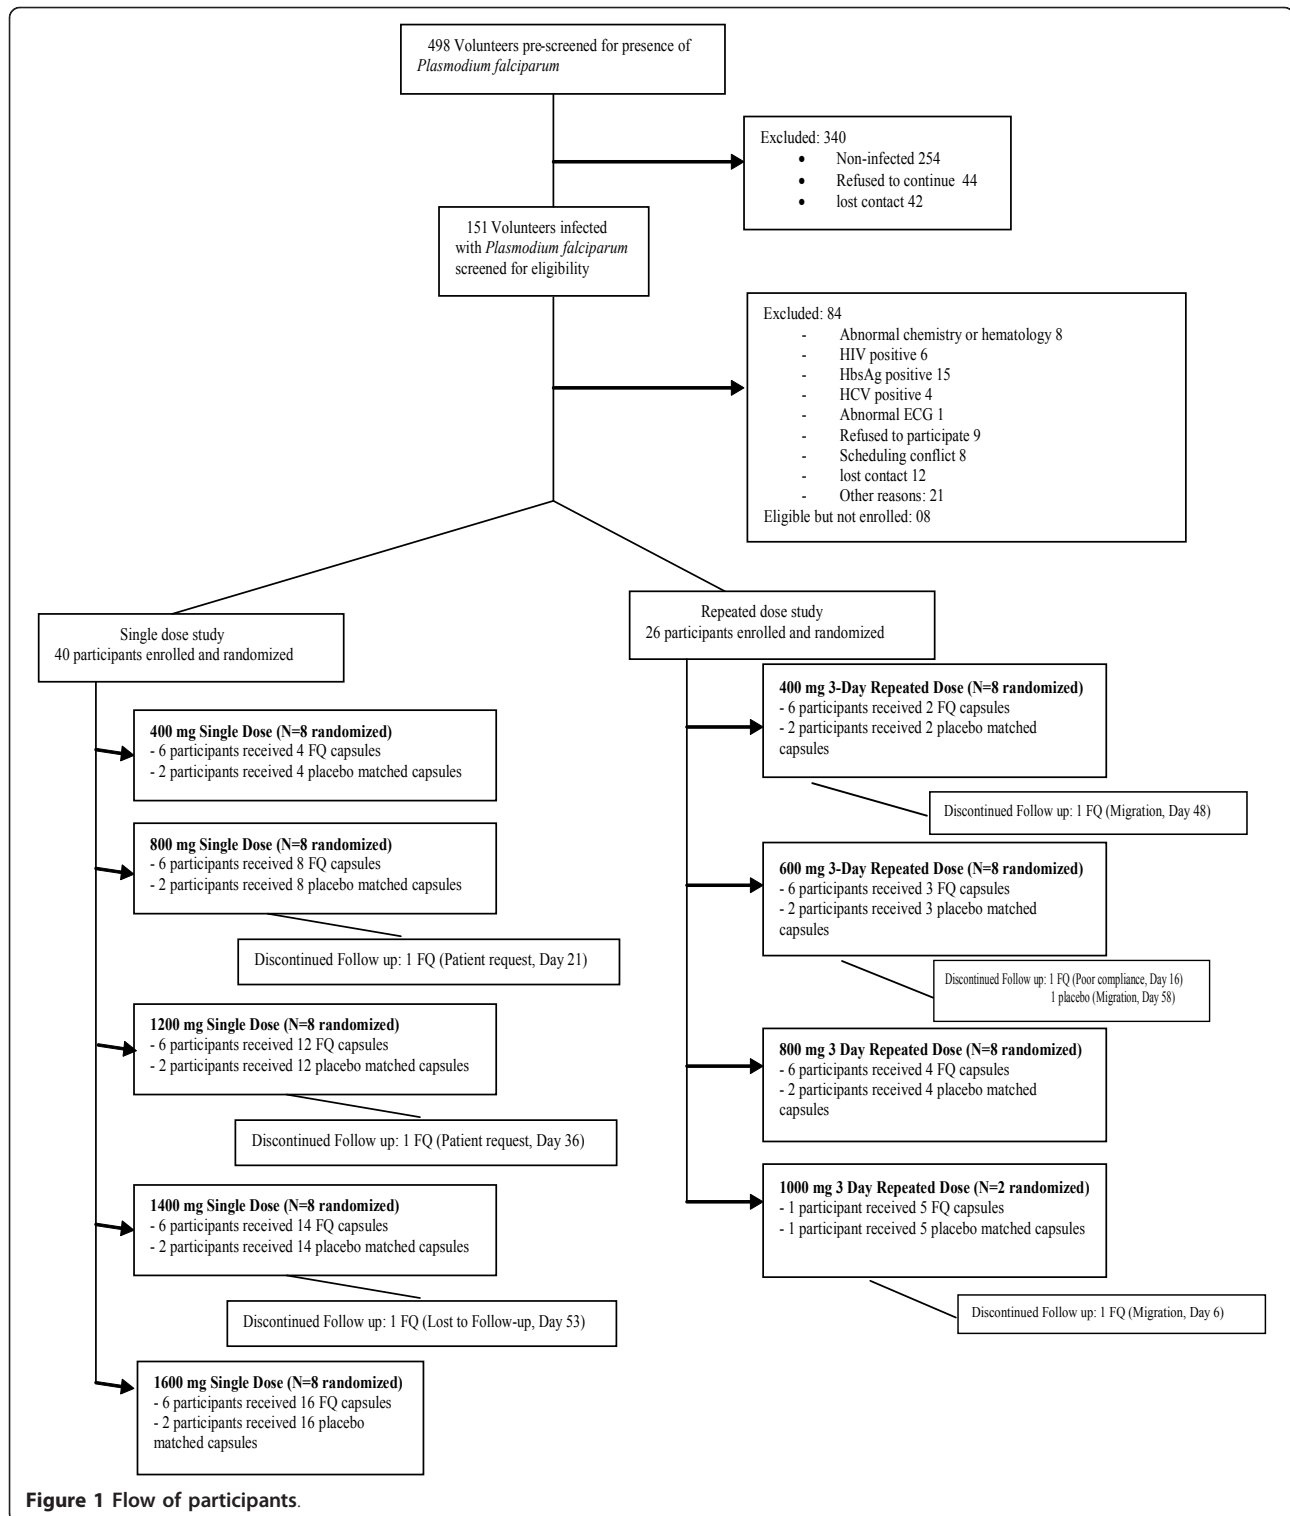 498 Volunteers pre-screened for presence of
Plasmodium falciparum
Excluded: 340
• Non-infected 254
• Refused to continue 44
• lost contact 42
151 Volunteers infected
with Plasmodium falciparum
screened for eligibility
Excluded: 84
- Abnormal chemistry or hematology 8
- HIV positive 6
- HbsAg positive 15
- HCV positive 4
- Abnormal ECG 1
- Refused to participate 9
- Scheduling conflict 8
- lost contact 12
- Other reasons: 21
Eligible but not enrolled: 08
Single dose study
40 participants enrolled and randomized
400 mg Single Dose (N=8 randomized)
- 6 participants received 4 FQ capsules
- 2 participants received 4 placebo matched capsules
800 mg Single Dose (N=8 randomized)
- 6 participants received 8 FQ capsules
- 2 participants received 8 placebo matched capsules
Discontinued Follow up: 1 FQ (Patient request, Day 21)
1200 mg Single Dose (N=8 randomized)
- 6 participants received 12 FQ capsules
- 2 participants received 12 placebo matched capsules
Discontinued Follow up: 1 FQ (Patient request, Day 36)
1400 mg Single Dose (N=8 randomized)
- 6 participants received 14 FQ capsules
- 2 participants received 14 placebo matched capsules
Discontinued Follow up: 1 FQ (Lost to Follow-up, Day 53)
1600 mg Single Dose (N=8 randomized)
- 6 participants received 16 FQ capsules
- 2 participants received 16 placebo
matched capsules
Repeated dose study
26 participants enrolled and randomized
400 mg 3-Day Repeated Dose (N=8 randomized)
- 6 participants received 2 FQ capsules
- 2 participants received 2 placebo matched
capsules
Discontinued Follow up: 1 FQ (Migration, Day 48)
600 mg 3-Day Repeated Dose (N=8 randomized)
- 6 participants received 3 FQ capsules
- 2 participants received 3 placebo matched
capsules
Discontinued Follow up: 1 FQ (Poor compliance, Day 16)
1 placebo (Migration, Day 58)
800 mg 3 Day Repeated Dose (N=8 randomized)
- 6 participants received 4 FQ capsules
- 2 participants received 4 placebo matched
capsules
1000 mg 3 Day Repeated Dose (N=2 randomized)
- 1 participant received 5 FQ capsules
- 1 participant received 5 placebo matched capsules
Discontinued Follow up: 1 FQ (Migration, Day 6)
Figure 1 Flow of participants.